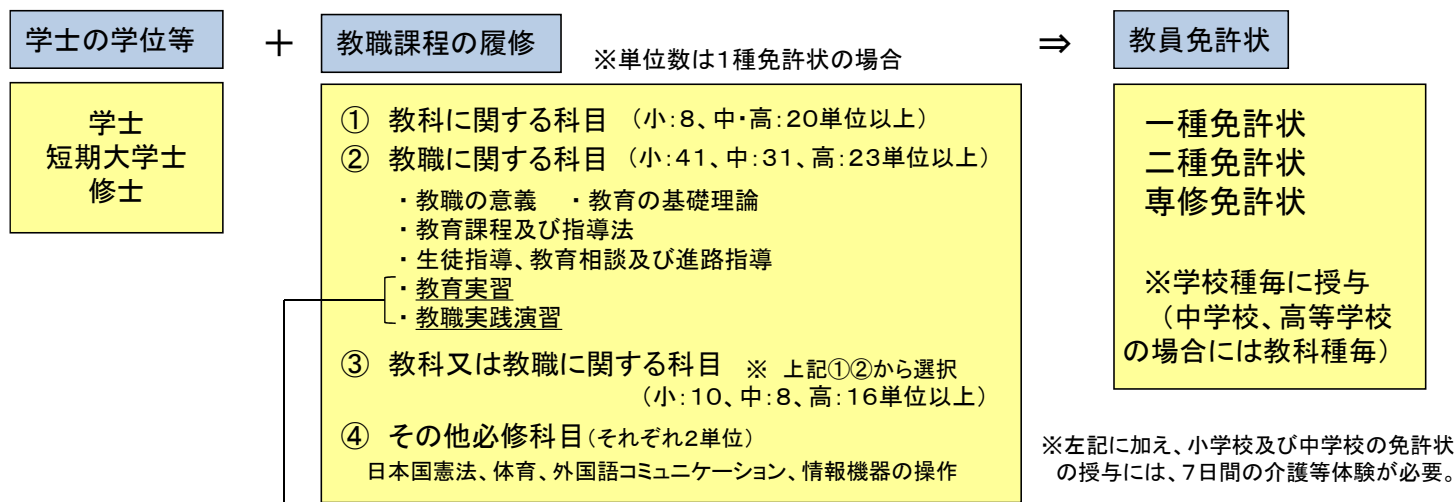 学士の学位等
＋
教職課程の履修
※単位数は1種免許状の場合
⇒
教員免許状
学士
短期大学士
修士
① 教科に関する科目 （小：8、中・高：20単位以上）
② 教職に関する科目 （小：41、中：31、高：23単位以上）
・教職の意義 ・教育の基礎理論
・教育課程及び指導法
・生徒指導、教育相談及び進路指導
・教育実習
・教職実践演習
③ 教科又は教職に関する科目 ※ 上記①②から選択
（小：10、中：8、高：16単位以上）
④ その他必修科目（それぞれ2単位）
日本国憲法、体育、外国語コミュニケーション、情報機器の操作
一種免許状
二種免許状
専修免許状
※学校種毎に授与
（中学校、高等学校
の場合には教科種毎）
※左記に加え、小学校及び中学校の免許状
の授与には、7日間の介護等体験が必要。